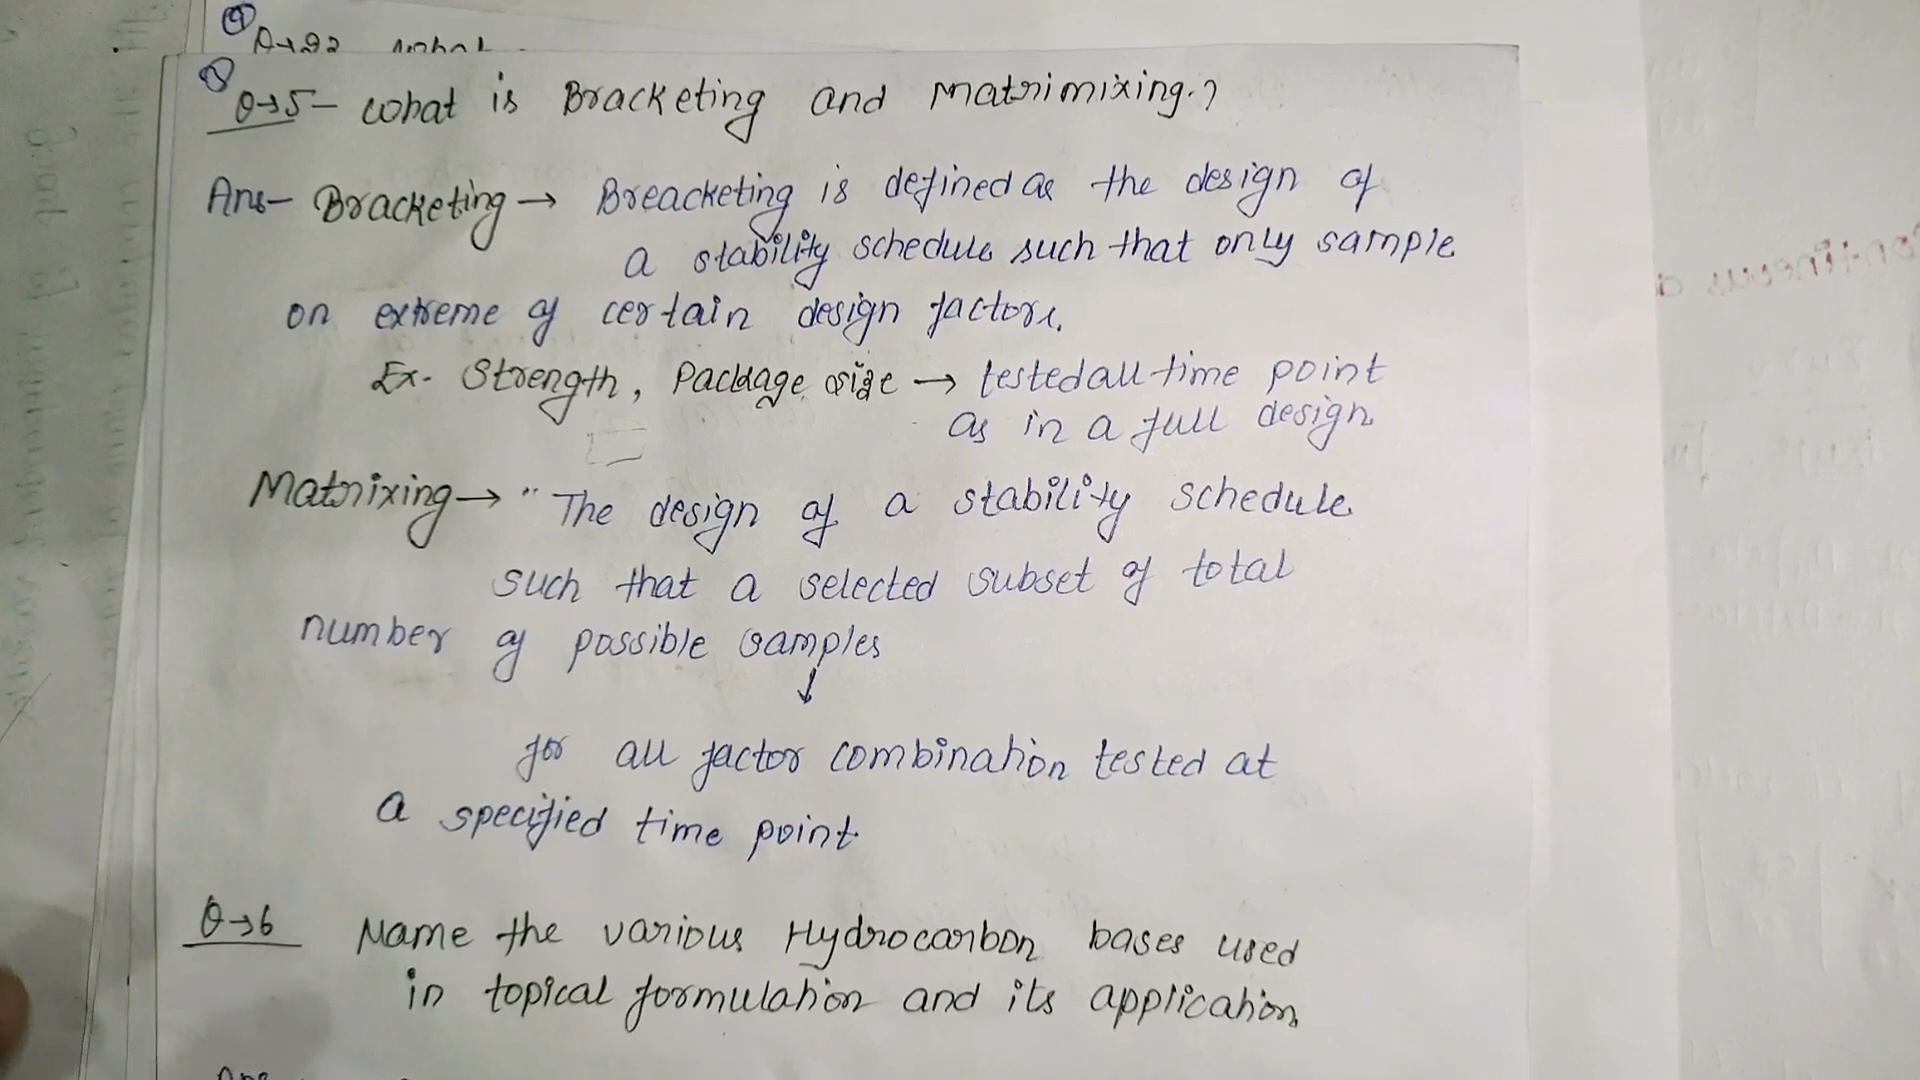 Q→5- What is Bracketing and Matrimixing.?
Ans- Bracketing → Breacketing is defined as the design of
a stability schedule such that only sample
on extreme of certain design factors.
Ex- Strength, Package size → tested all time point
as in a full design
Matrixing → " The design of a stability schedule
such that a selected subset of total
number of possible samples
↓
for all factor combination tested at
a specified time point
Q→6 Name the various Hydrocarbon bases used
in topical formulation and its application